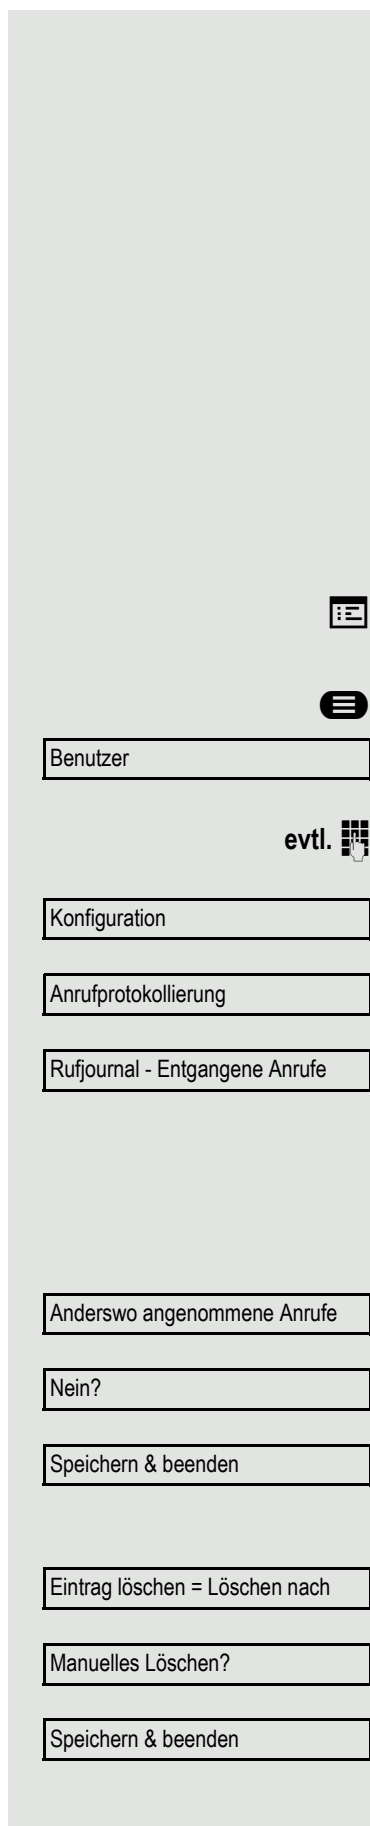 Benutzer
evtl.
Konfiguration
Anrufprotokollierung
Rufjournal - Entgangene Anrufe
Anderswo angenommene Anrufe
Nein?
Speichern & beenden
Eintrag löschen = Löschen nach
Manuelles Löschen?
Speichern & beenden